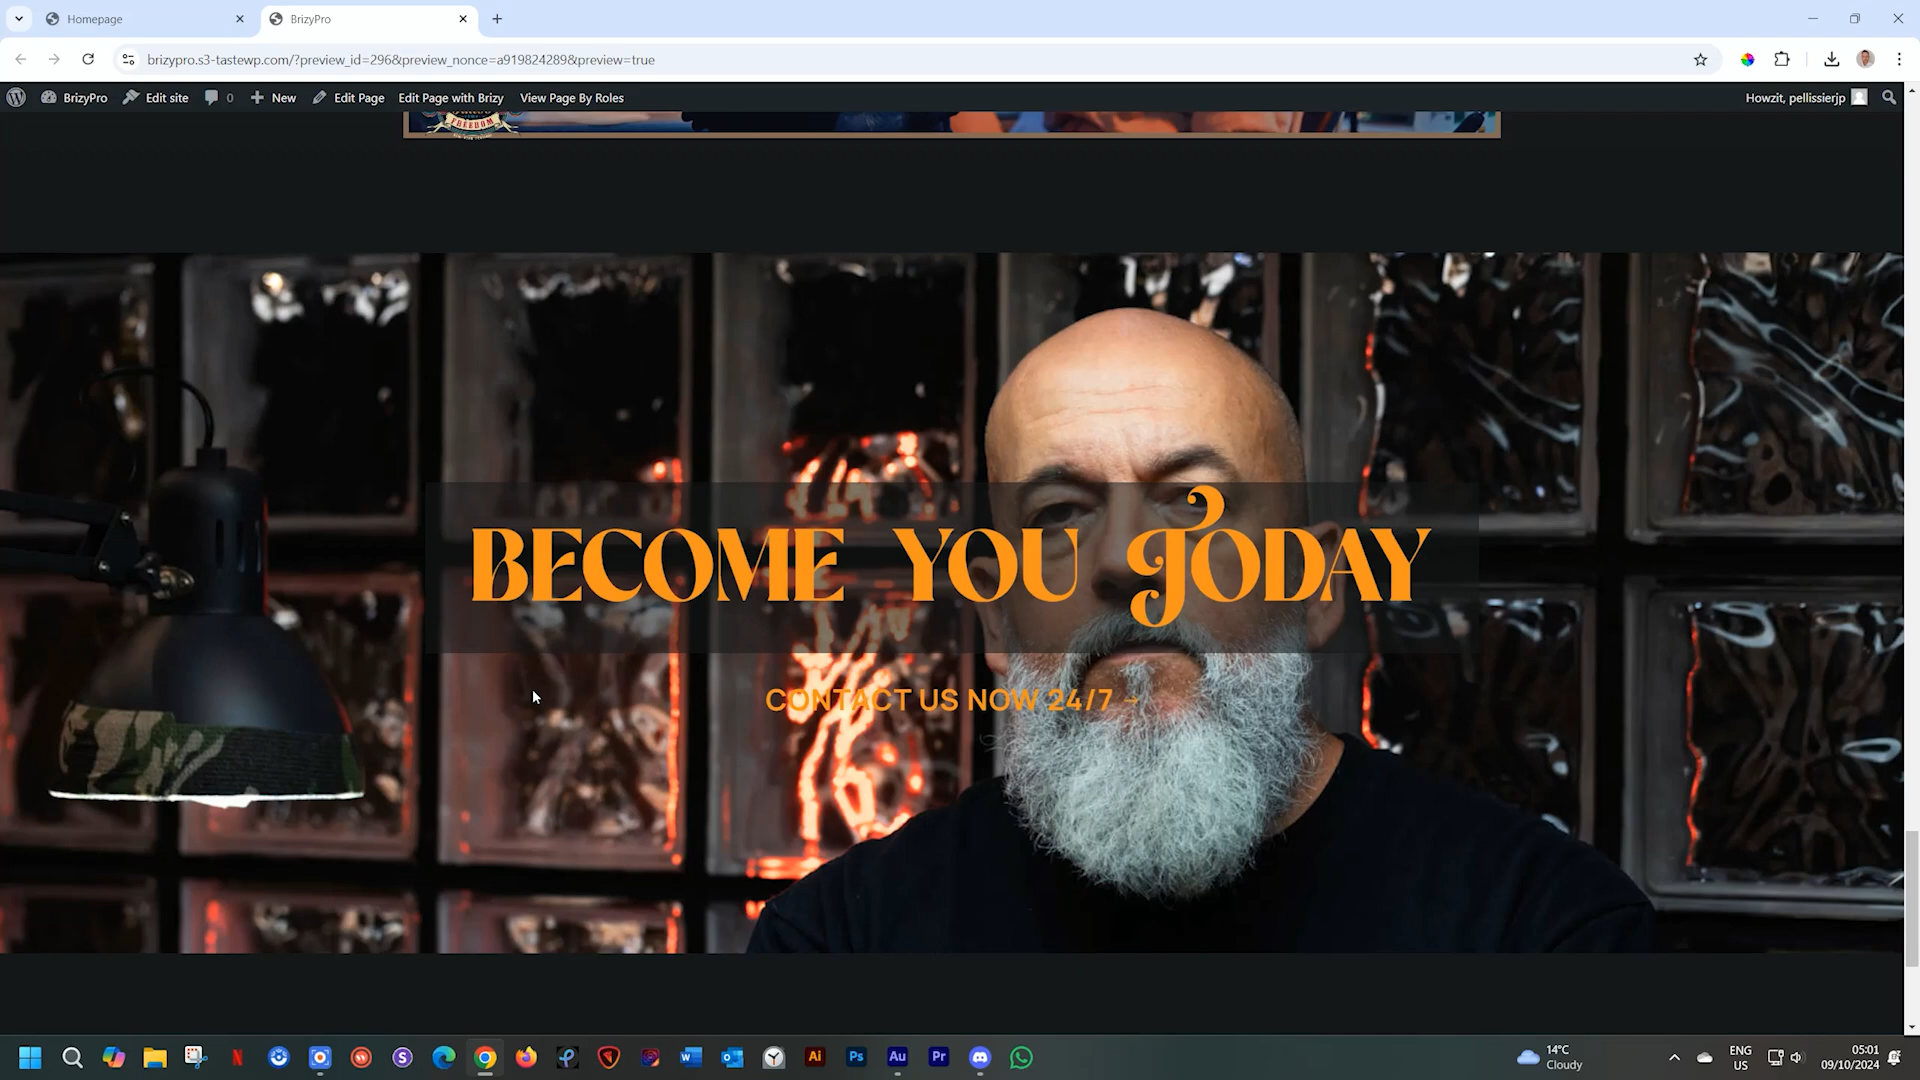 Homepage
BrizyPro
brizypro.s3-tastewp.com/?preview_id=296&preview_nonce=a919824289&preview=true
BrizyPro
Edit site
0
New
Edit Page
Edit Page with Brizy
View Page By Roles
Howzit, pellissierjp
FREEDOM
BECOME YOU TODAY
CONTACT US NOW 24/7 →
14°C
Cloudy
ENG
US
05:01
09/10/2024